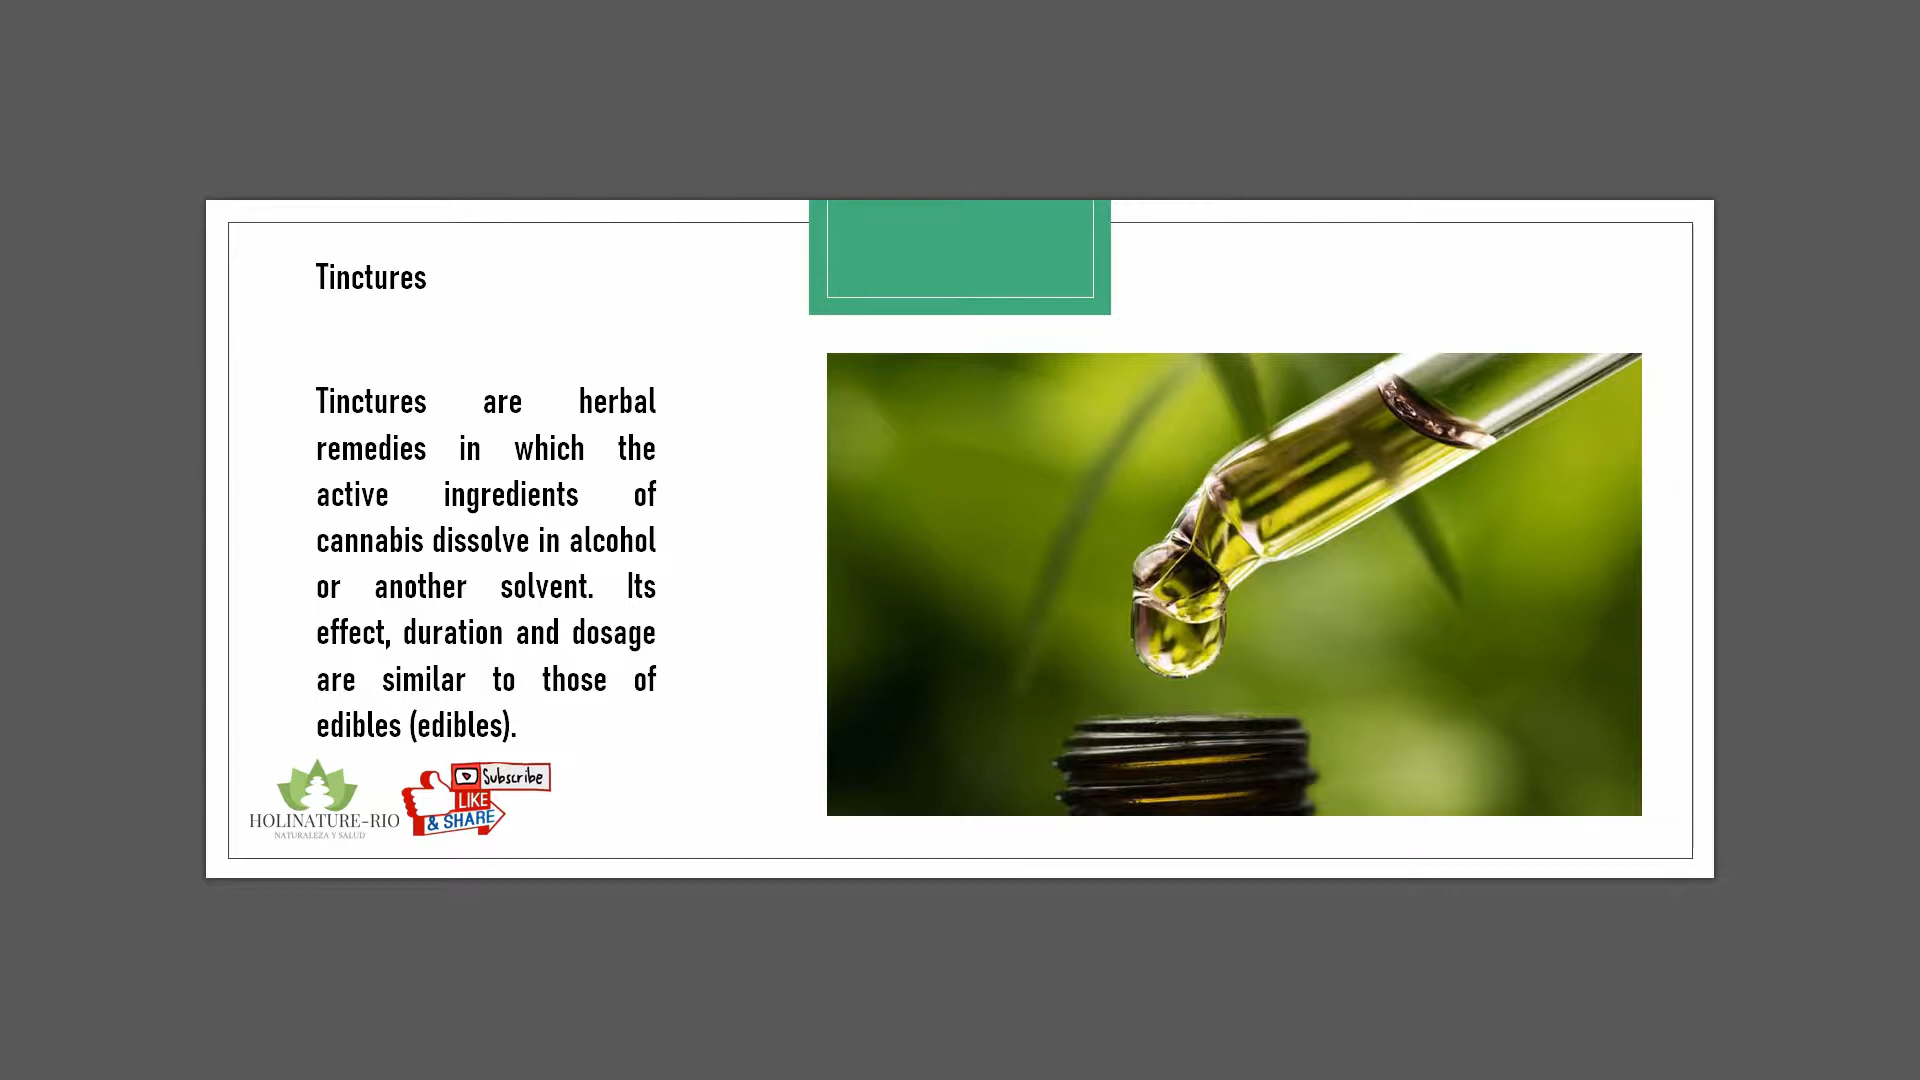 Tinctures
Tinctures are herbal
remedies in which the
active ingredients of
cannabis dissolve in alcohol
or another solvent. Its
effect, duration and dosage
are similar to those of
edibles (edibles).
HOLINATURE-RIO
NATURALEZA Y SALUD
Subscribe
LIKE
& SHARE